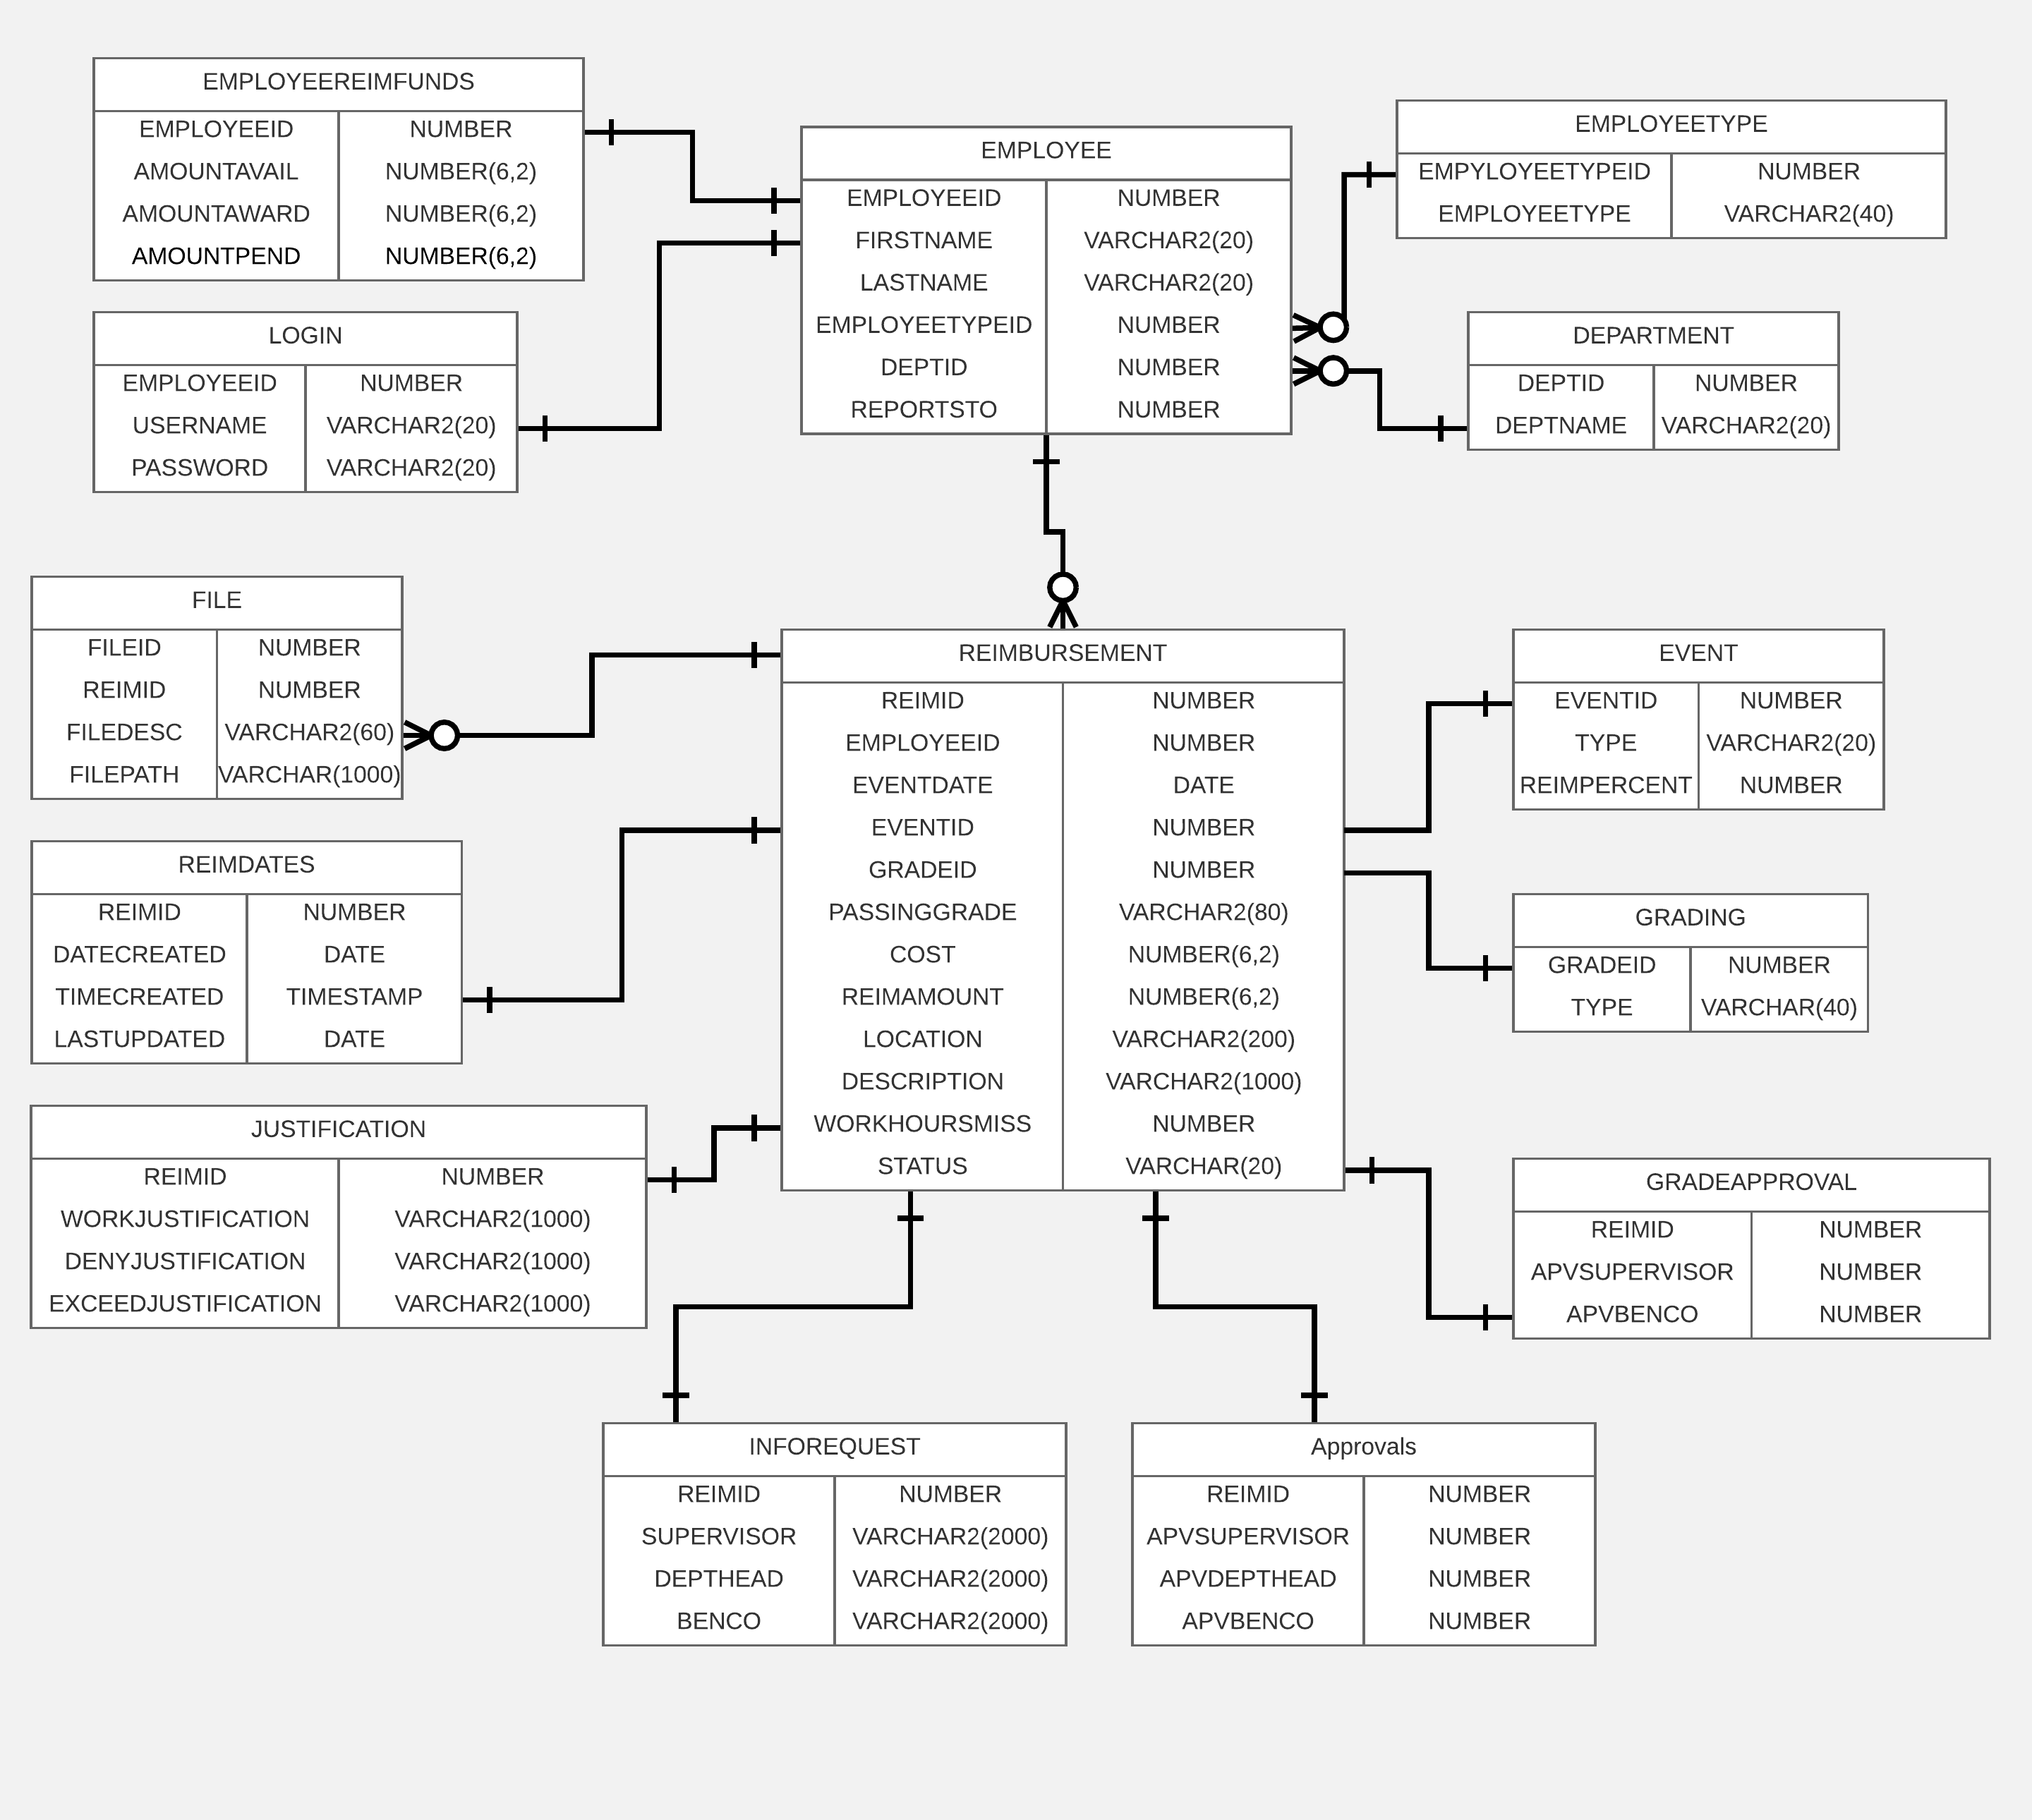 EMPLOYEEREIMFUNDS
EMPLOYEEID NUMBER
AMOUNTAVAIL NUMBER(6,2)
AMOUNTAWARD NUMBER(6,2)
AMOUNTPEND NUMBER(6,2)
EMPLOYEE
EMPLOYEEID NUMBER
FIRSTNAME VARCHAR2(20)
LASTNAME VARCHAR2(20)
EMPLOYEETYPEID NUMBER
DEPTID NUMBER
REPORTSTO NUMBER
EMPLOYEETYPE
EMPYLOYEETYPEID NUMBER
EMPLOYEETYPE VARCHAR2(40)
LOGIN
EMPLOYEEID NUMBER
USERNAME VARCHAR2(20)
PASSWORD VARCHAR2(20)
DEPARTMENT
DEPTID NUMBER
DEPTNAME VARCHAR2(20)
FILE
FILEID NUMBER
REIMID NUMBER
FILEDESC VARCHAR2(60)
FILEPATH VARCHAR(1000)
REIMBURSEMENT
REIMID NUMBER
EMPLOYEEID NUMBER
EVENTDATE DATE
EVENTID NUMBER
GRADEID NUMBER
PASSINGGRADE VARCHAR2(80)
COST NUMBER(6,2)
REIMAMOUNT NUMBER(6,2)
LOCATION VARCHAR2(200)
DESCRIPTION VARCHAR2(1000)
WORKHOURSMISS NUMBER
STATUS VARCHAR(20)
EVENT
EVENTID NUMBER
TYPE VARCHAR2(20)
REIMPERCENT NUMBER
REIMDATES
REIMID NUMBER
DATECREATED DATE
TIMECREATED TIMESTAMP
LASTUPDATED DATE
GRADING
GRADEID NUMBER
TYPE VARCHAR(40)
JUSTIFICATION
REIMID NUMBER
WORKJUSTIFICATION VARCHAR2(1000)
DENYJUSTIFICATION VARCHAR2(1000)
EXCEEDJUSTIFICATION VARCHAR2(1000)
GRADEAPPROVAL
REIMID NUMBER
APVSUPERVISOR NUMBER
APVBENCO NUMBER
INFOREQUEST
REIMID NUMBER
SUPERVISOR VARCHAR2(2000)
DEPTHEAD VARCHAR2(2000)
BENCO VARCHAR2(2000)
Approvals
REIMID NUMBER
APVSUPERVISOR NUMBER
APVDEPTHEAD NUMBER
APVBENCO NUMBER